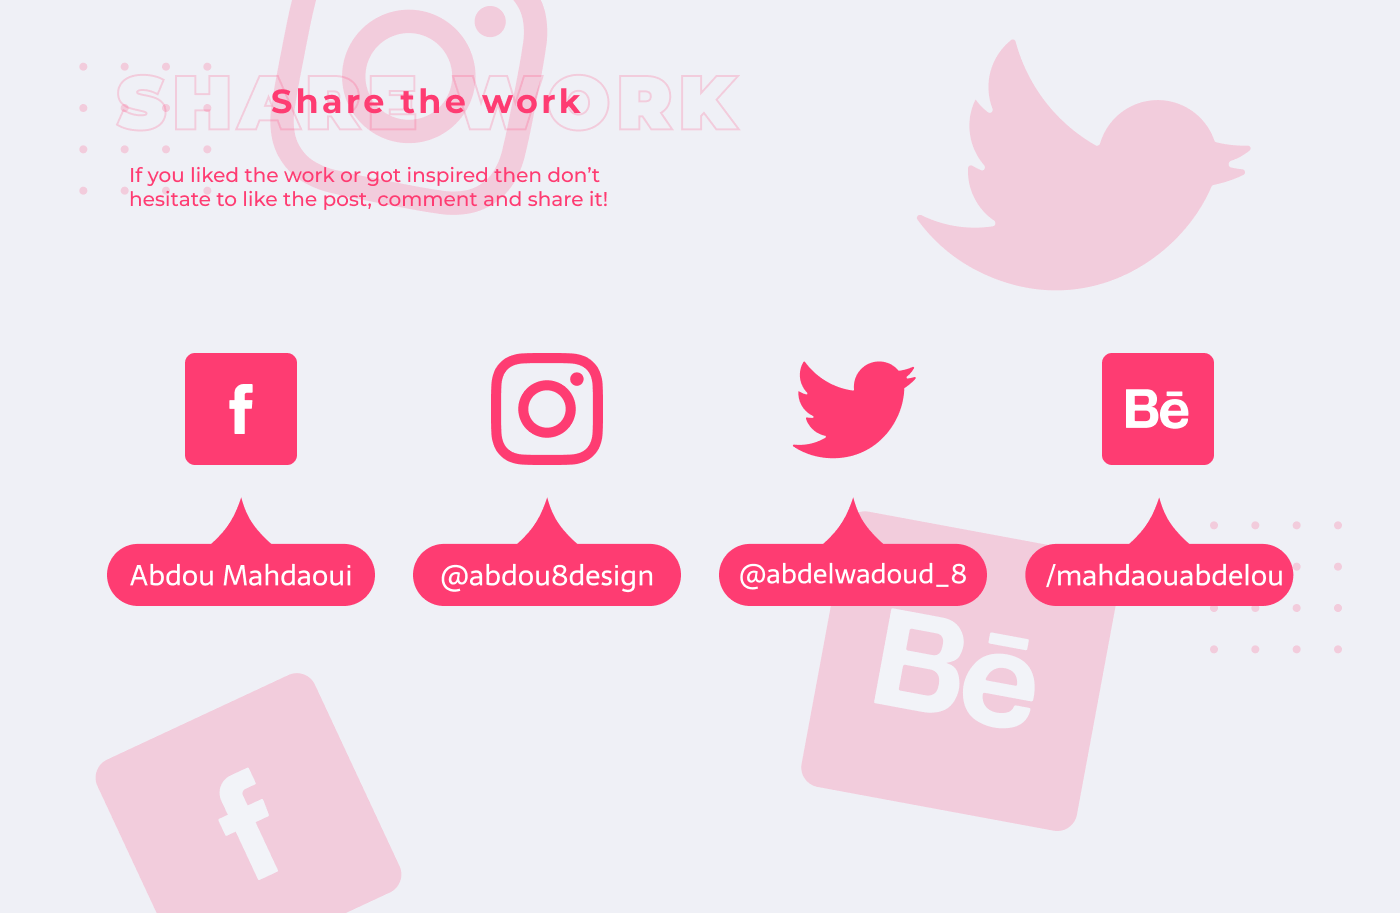 SHARE WORK
Share the work
If you liked the work or got inspired then don’t
hesitate to like the post, comment and share it!
f
Bē
Abdou Mahdaoui
@abdou8design
@abdelwadoud_8
/mahdaouabdelou
Bē
f